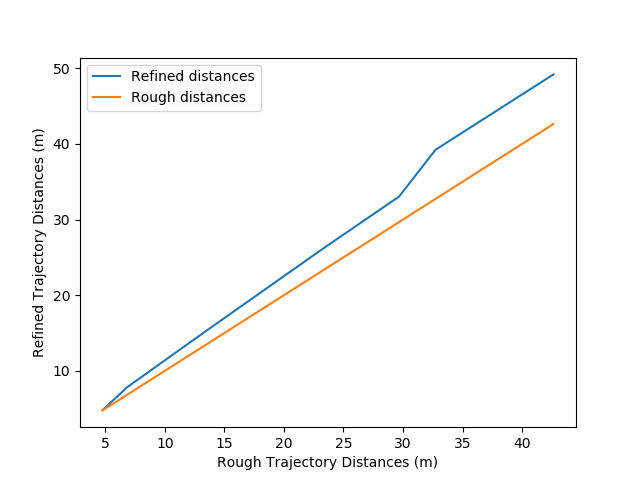 Refined distances
Rough distances
50
40
30
20
10
Refined Trajectory Distances (m)
5 10 15 20 25 30 35 40
Rough Trajectory Distances (m)